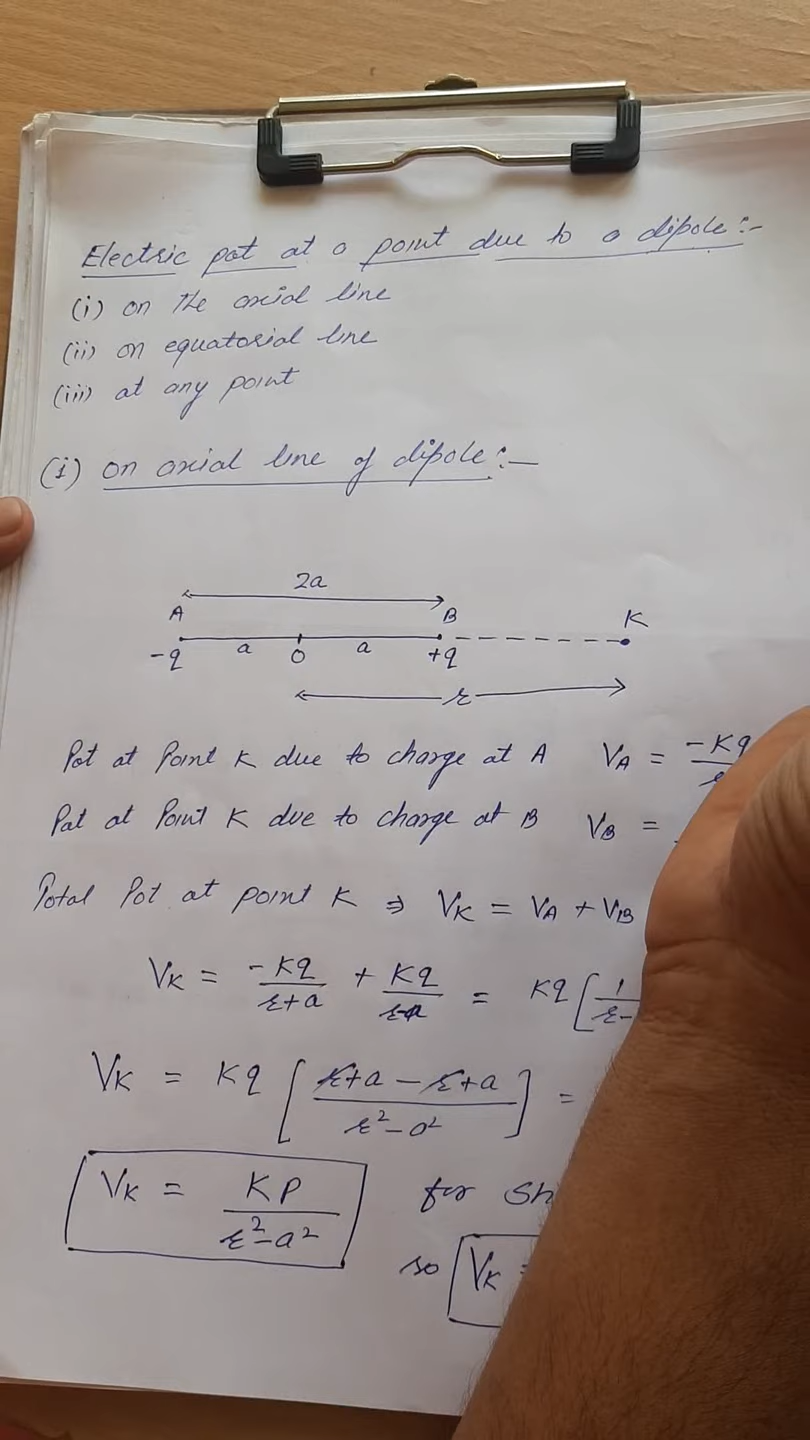 Electric pot at a point due to a dipole :-
(i) on the axial line
(ii) on equatorial line
(iii) at any point
(i) on axial line of dipole :-
2a
A B K
-q a O a +q
r
Pot at Point K due to charge at A VA = -Kq
Pot at Point K due to charge at B VB =
Total Pot at point K ⇒ VK = VA + VB
VK = -Kq/r+a + Kq/r-a = Kq [ 1/r-
VK = Kq [ r+a - r+a / r²-a² ] =
VK = KP / r²-a² for Sh
so VK =